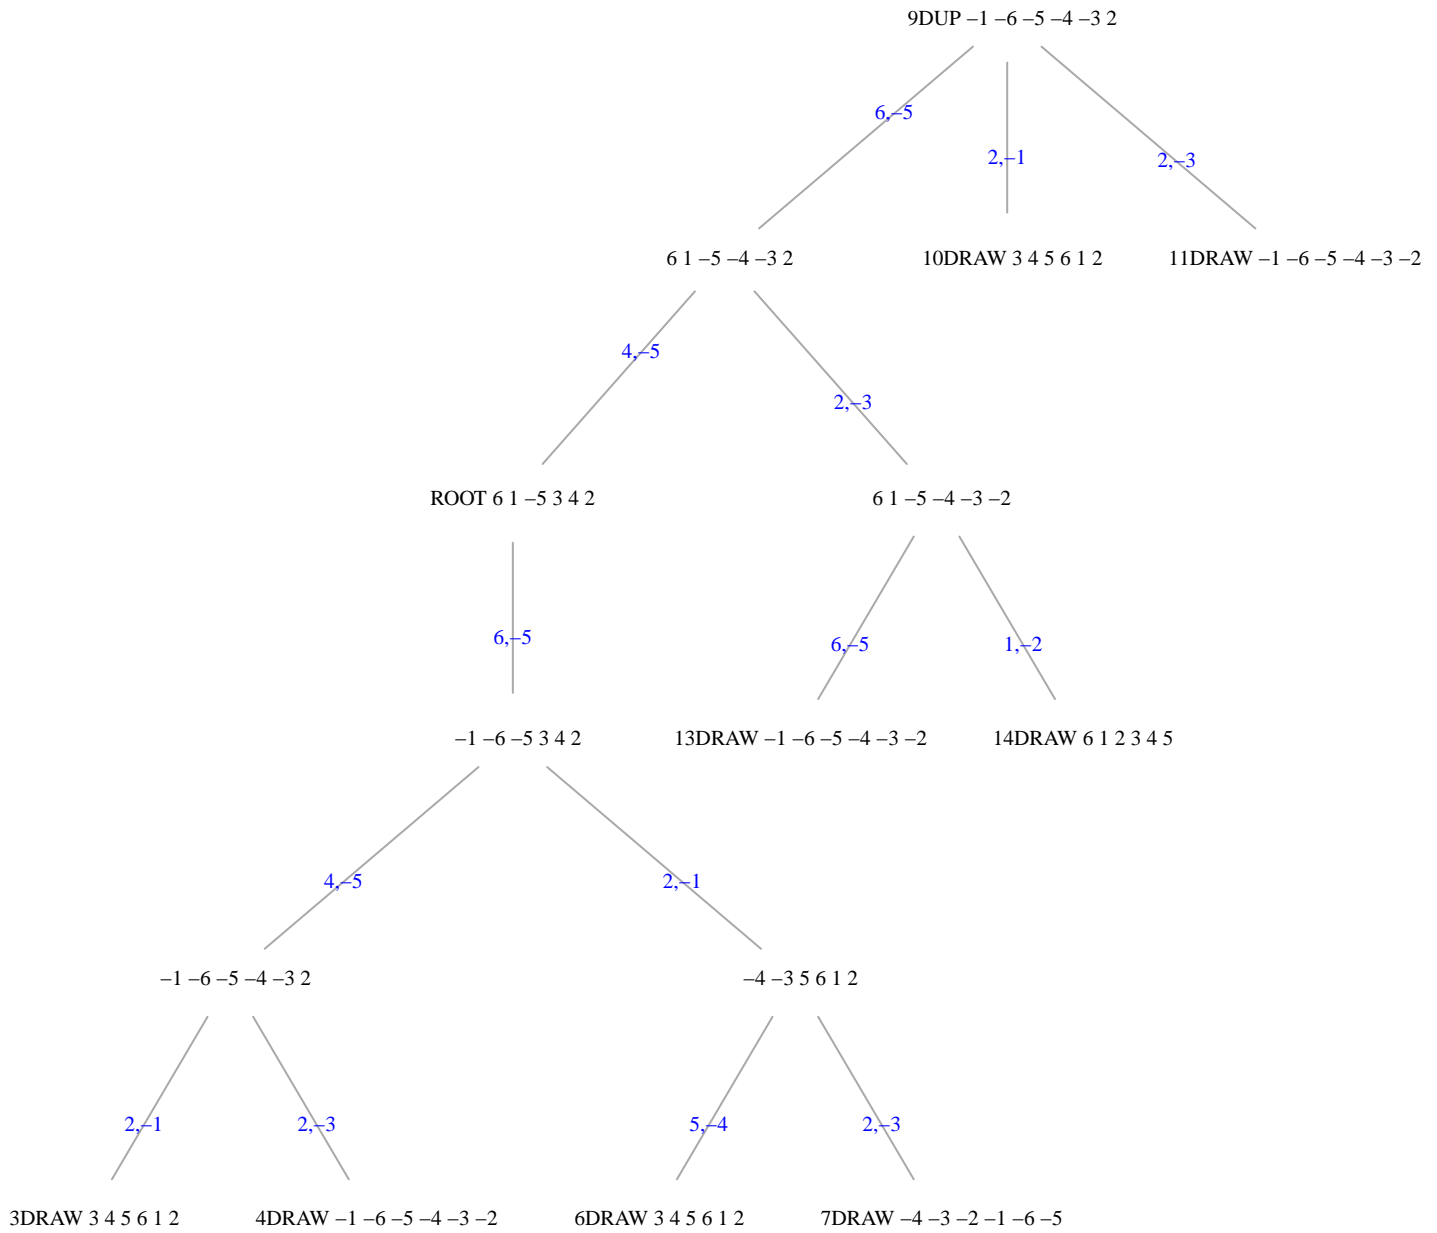 9DUP –1 –6 –5 –4 –3 2
6,–5
2,–1
2,–3
6 1 –5 –4 –3 2
10DRAW 3 4 5 6 1 2
11DRAW –1 –6 –5 –4 –3 –2
4,–5
2,–3
ROOT 6 1 –5 3 4 2
6 1 –5 –4 –3 –2
6,–5
6,–5
1,–2
–1 –6 –5 3 4 2
13DRAW –1 –6 –5 –4 –3 –2
14DRAW 6 1 2 3 4 5
4,–5
2,–1
–1 –6 –5 –4 –3 2
–4 –3 5 6 1 2
2,–1
2,–3
5,–4
2,–3
3DRAW 3 4 5 6 1 2
4DRAW –1 –6 –5 –4 –3 –2
6DRAW 3 4 5 6 1 2
7DRAW –4 –3 –2 –1 –6 –5